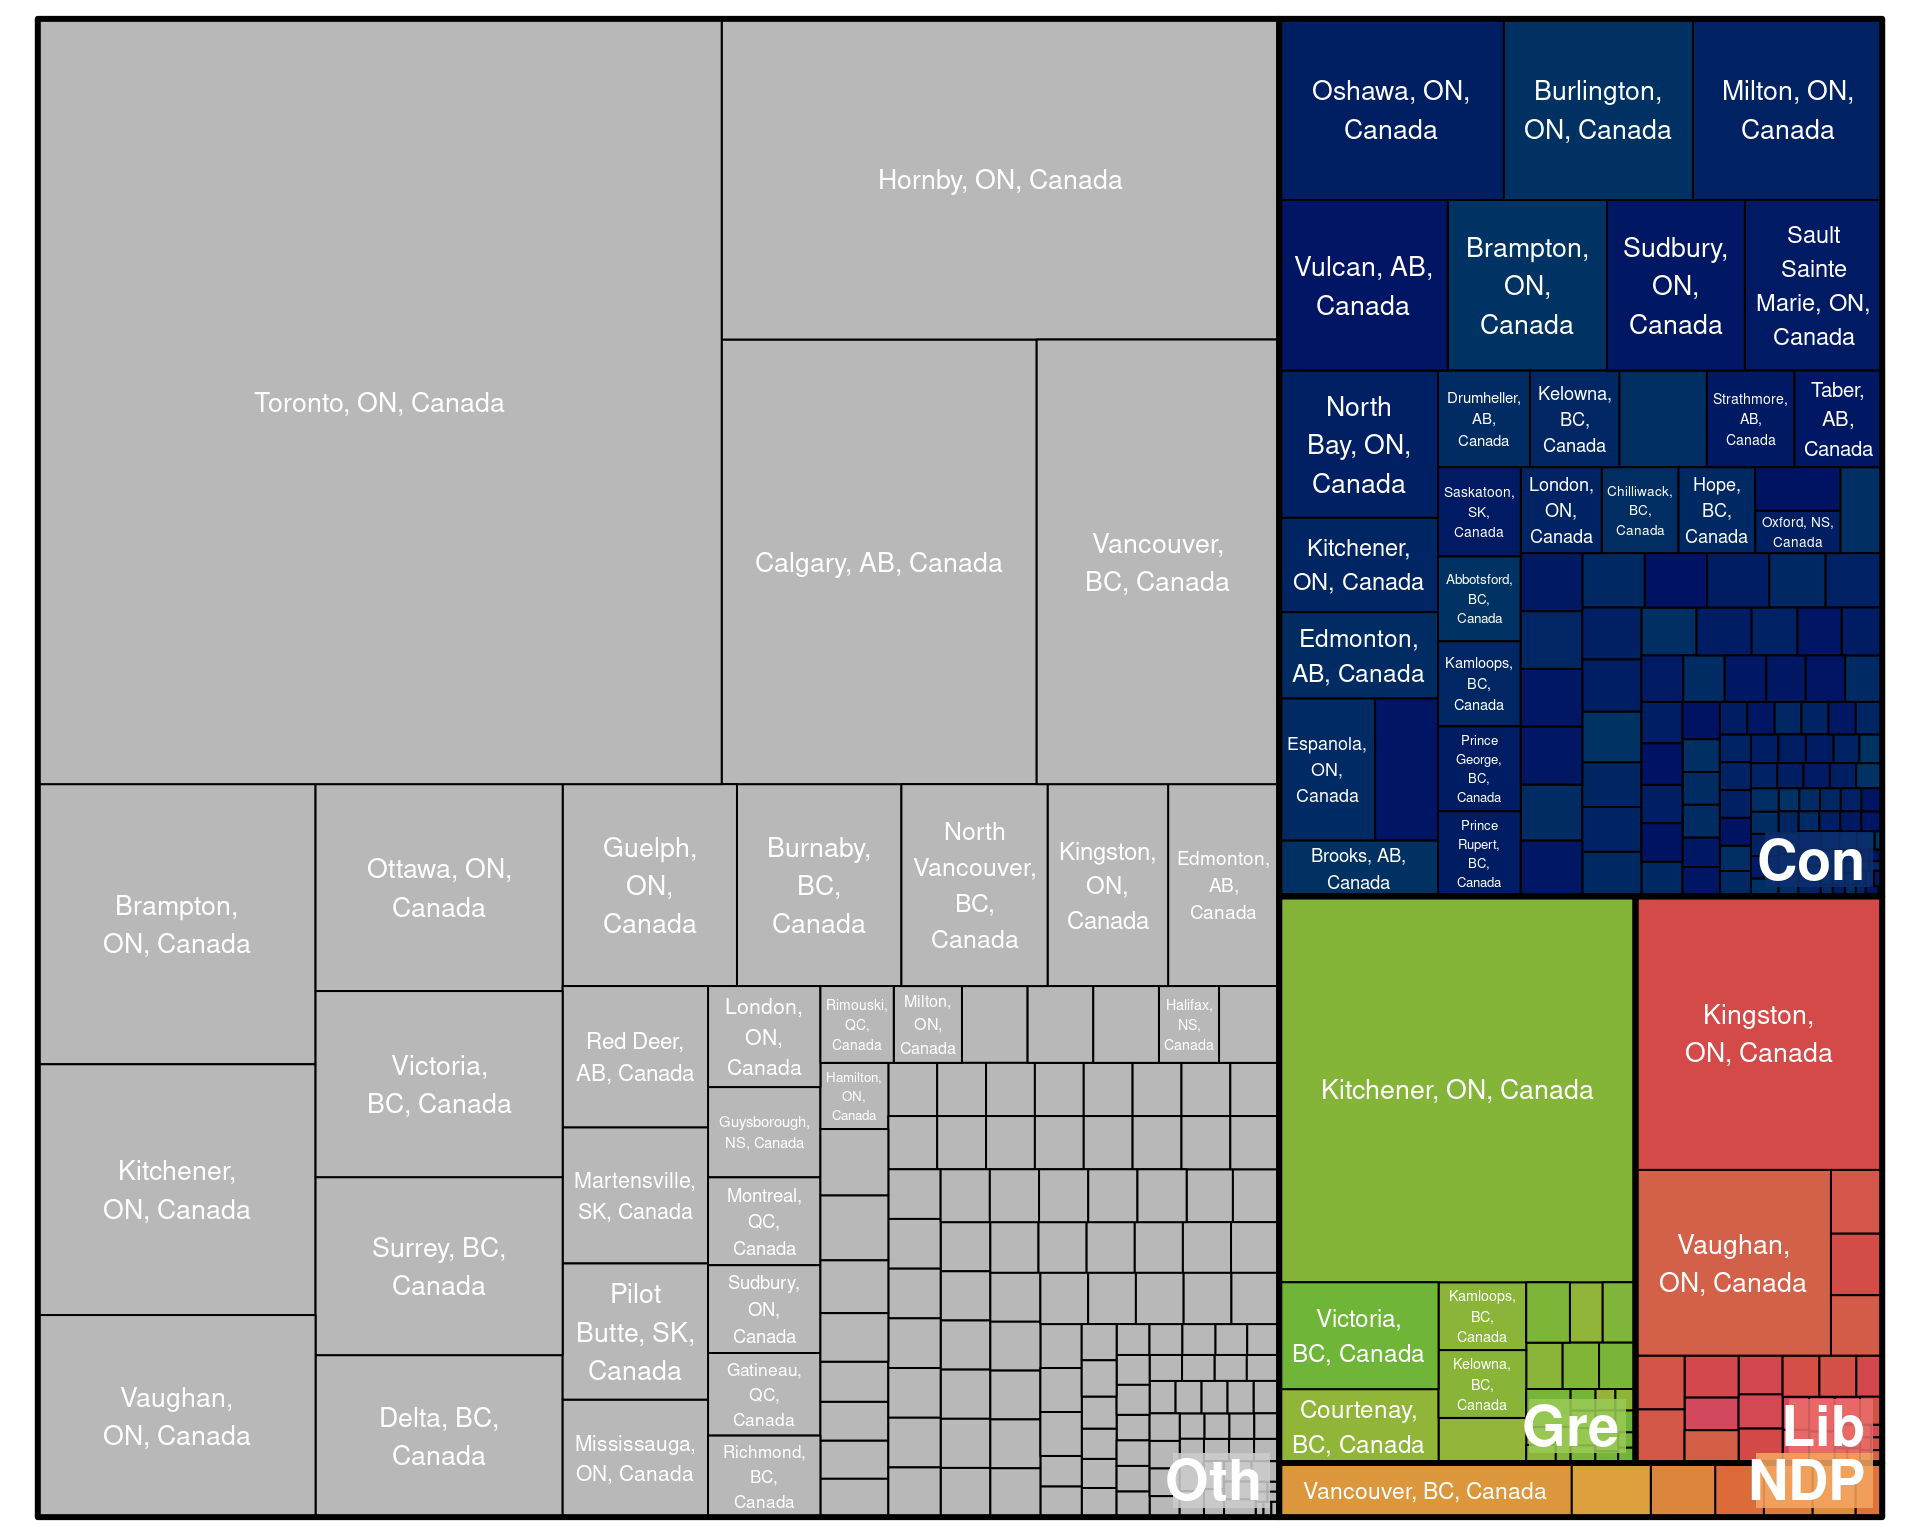 Toronto, ON, Canada
Hornby, ON, Canada
Calgary, AB, Canada
Vancouver,
BC, Canada
Brampton,
ON, Canada
Kitchener,
ON, Canada
Vaughan,
ON, Canada
Ottawa, ON,
Canada
Victoria,
BC, Canada
Surrey, BC,
Canada
Delta, BC,
Canada
Guelph,
ON,
Canada
Burnaby,
BC,
Canada
North
Vancouver,
BC,
Canada
Kingston,
ON,
Canada
Edmonton,
AB,
Canada
Red Deer,
AB, Canada
Martensville,
SK, Canada
Pilot
Butte, SK,
Canada
Mississauga,
ON, Canada
London,
ON,
Canada
Guysborough,
NS, Canada
Montreal,
QC,
Canada
Sudbury,
ON,
Canada
Gatineau,
QC,
Canada
Richmond,
BC,
Canada
Rimouski,
QC,
Canada
Milton,
ON,
Canada
Halifax,
NS,
Canada
Hamilton,
ON,
Canada
Oth
Oshawa, ON,
Canada
Burlington,
ON, Canada
Milton, ON,
Canada
Vulcan, AB,
Canada
Brampton,
ON,
Canada
Sudbury,
ON,
Canada
Sault
Sainte
Marie, ON,
Canada
North
Bay, ON,
Canada
Kitchener,
ON, Canada
Edmonton,
AB, Canada
Espanola,
ON,
Canada
Brooks, AB,
Canada
Drumheller,
AB,
Canada
Kelowna,
BC,
Canada
Strathmore,
AB,
Canada
Taber,
AB,
Canada
Saskatoon,
SK,
Canada
London,
ON,
Canada
Chilliwack,
BC,
Canada
Hope,
BC,
Canada
Oxford, NS,
Canada
Abbotsford,
BC,
Canada
Kamloops,
BC,
Canada
Prince
George,
BC,
Canada
Prince
Rupert,
BC,
Canada
Con
Kitchener, ON, Canada
Victoria,
BC, Canada
Courtenay,
BC, Canada
Kamloops,
BC,
Canada
Kelowna,
BC,
Canada
Gre
Kingston,
ON, Canada
Vaughan,
ON, Canada
Lib
Vancouver, BC, Canada
NDP